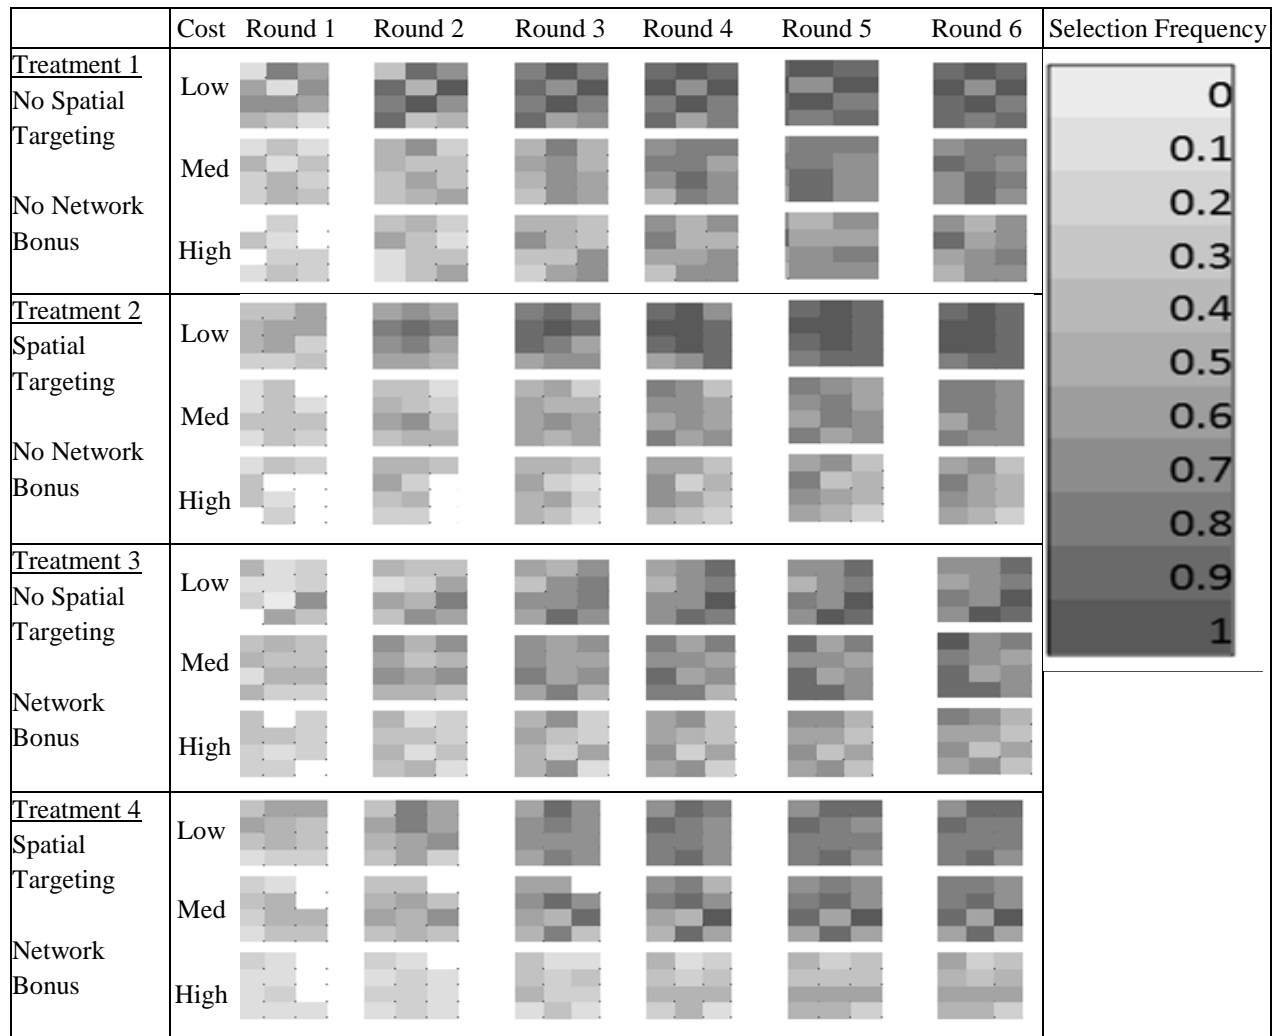 Cost Round 1 Round 2 Round 3 Round 4 Round 5 Round 6 Selection Frequency
Treatment 1
No Spatial
Targeting
No Network
Bonus
Low
Med
High
Treatment 2
Spatial
Targeting
No Network
Bonus
Low
Med
High
Treatment 3
No Spatial
Targeting
Network
Bonus
Low
Med
High
Treatment 4
Spatial
Targeting
Network
Bonus
Low
Med
High
0
0.1
0.2
0.3
0.4
0.5
0.6
0.7
0.8
0.9
1